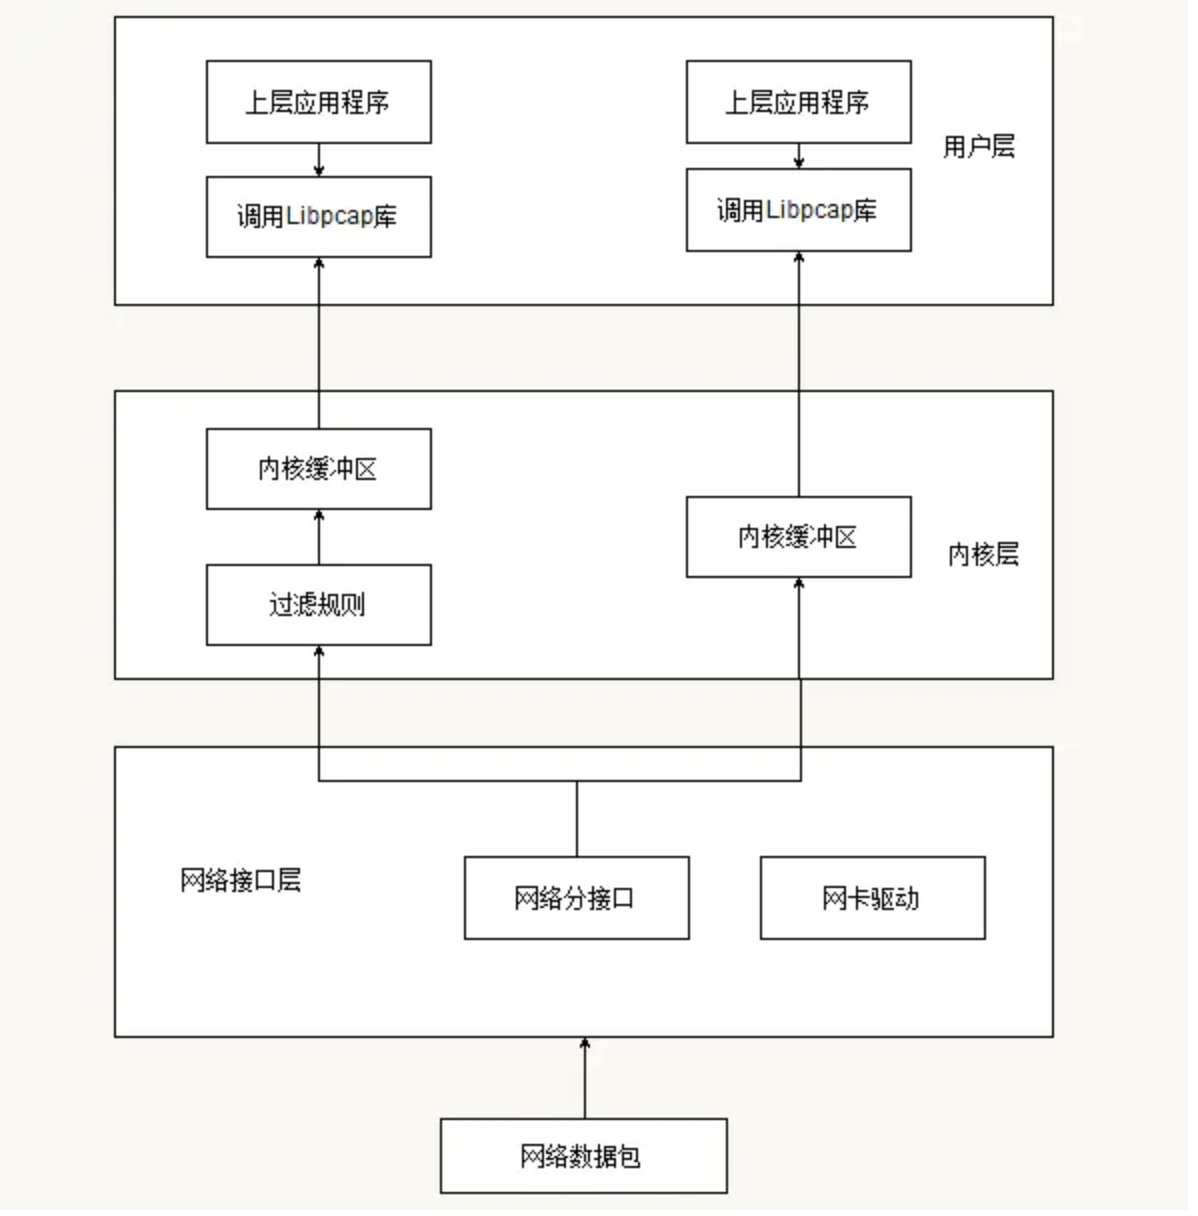 上层应用程序
上层应用程序
用户层
调用Libpcap库
调用Libpcap库
内核缓冲区
内核缓冲区
内核层
过滤规则
网络接口层
网络分接口
网卡驱动
网络数据包